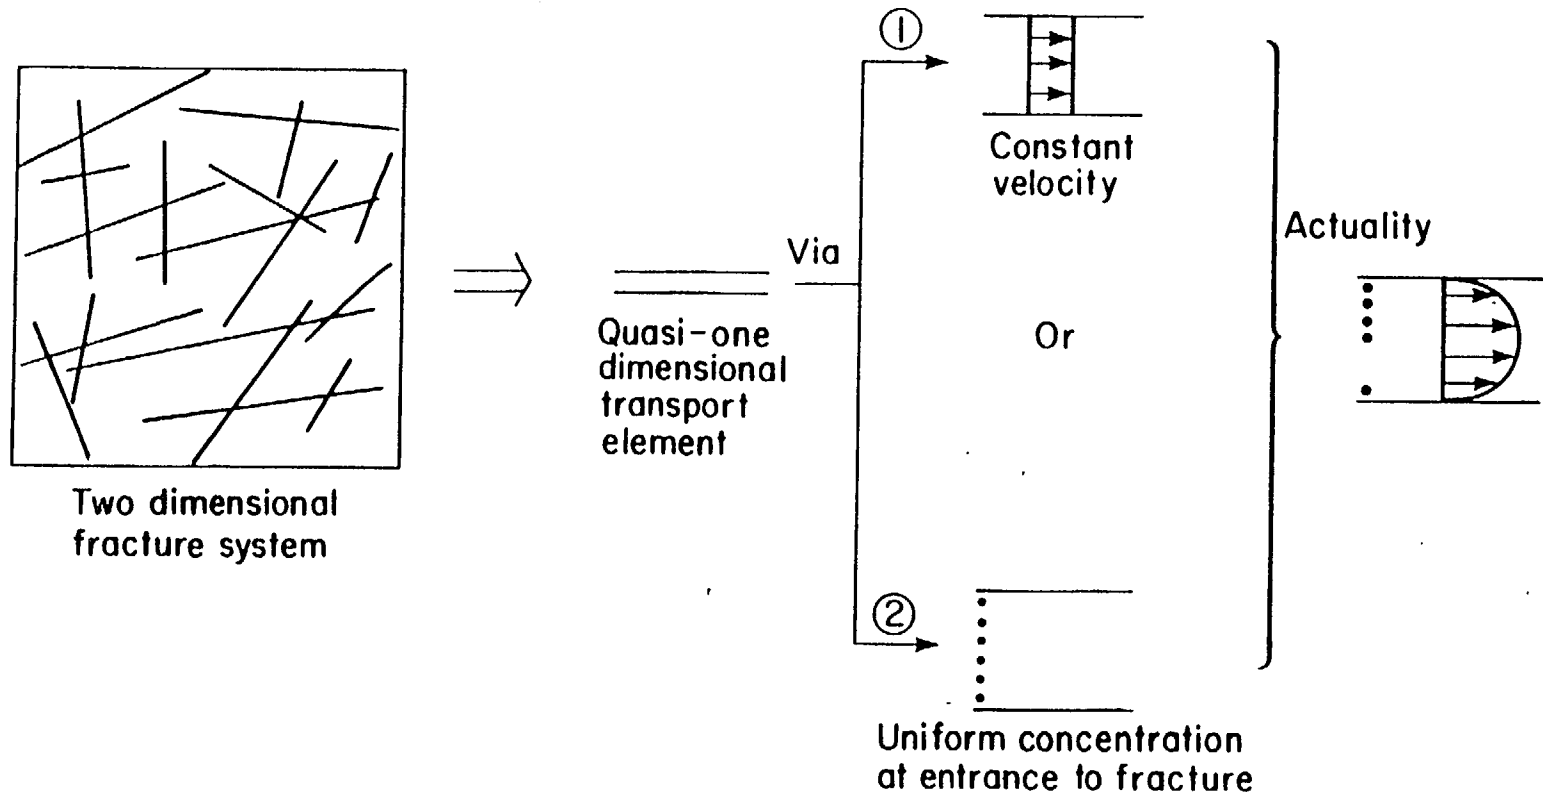 Two dimensional
fracture system
Quasi-one
dimensional
transport
element
Via
①
Constant
velocity
Or
②
Uniform concentration
at entrance to fracture
Actuality